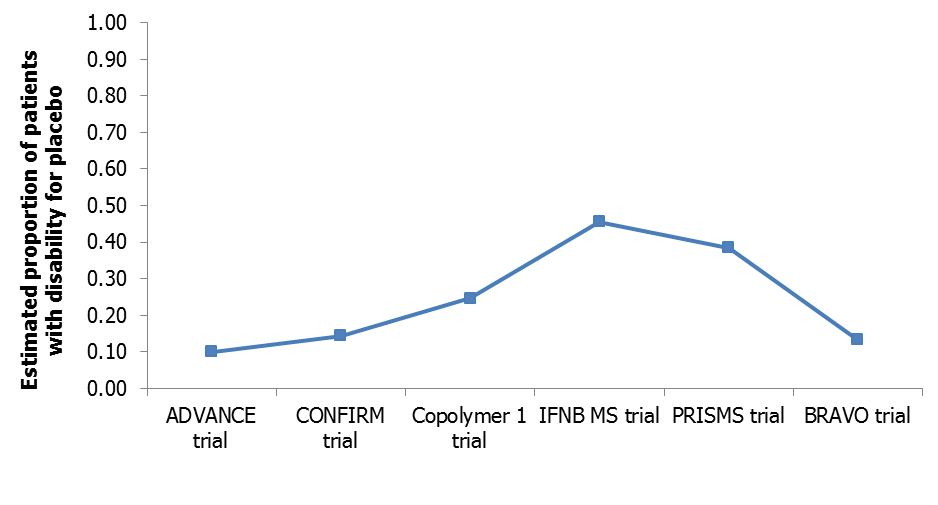 Estimated proportion of patients
with disability for placebo
1.00
0.90
0.80
0.70
0.60
0.50
0.40
0.30
0.20
0.10
0.00
ADVANCE
trial
CONFIRM
trial
Copolymer 1
trial
IFNB MS trial
PRISMS trial
BRAVO trial